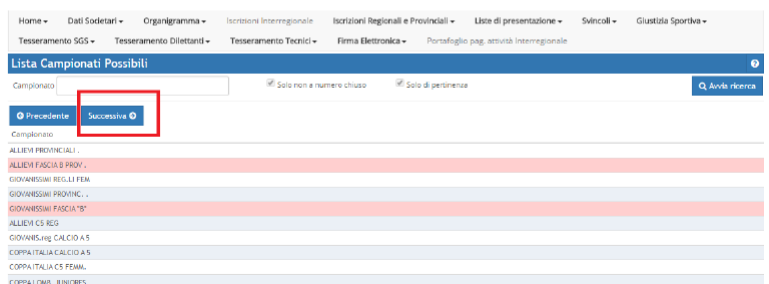 Home Dati Societari Organigramma Iscrizioni Interregionale Iscrizioni Regionali e Provinciali Liste di presentazione Svincoli Giustizia Sportiva
Tesseramento SGS Tesseramento Dilettanti Tesseramento Tecnici Firma Elettronica Portafoglio pag. attività Interregionale
Lista Campionati Possibili ?
Campionato Solo non a numero chiuso Solo di pertinenza Avvia ricerca
Precedente Successiva
Campionato
ALLIEVI PROVINCIALI .
ALLIEVI FASCIA B PROV .
GIOVANISSIMI REG.LI FEM
GIOVANISSIMI PROVINC. .
GIOVANISSIMI FASCIA "B"
ALLIEVI C5 REG
GIOVANIS.reg CALCIO A 5
COPPA ITALIA CALCIO A 5
COPPA ITALIA C5 FEMM.
COPPA LOMB. JUNIORES